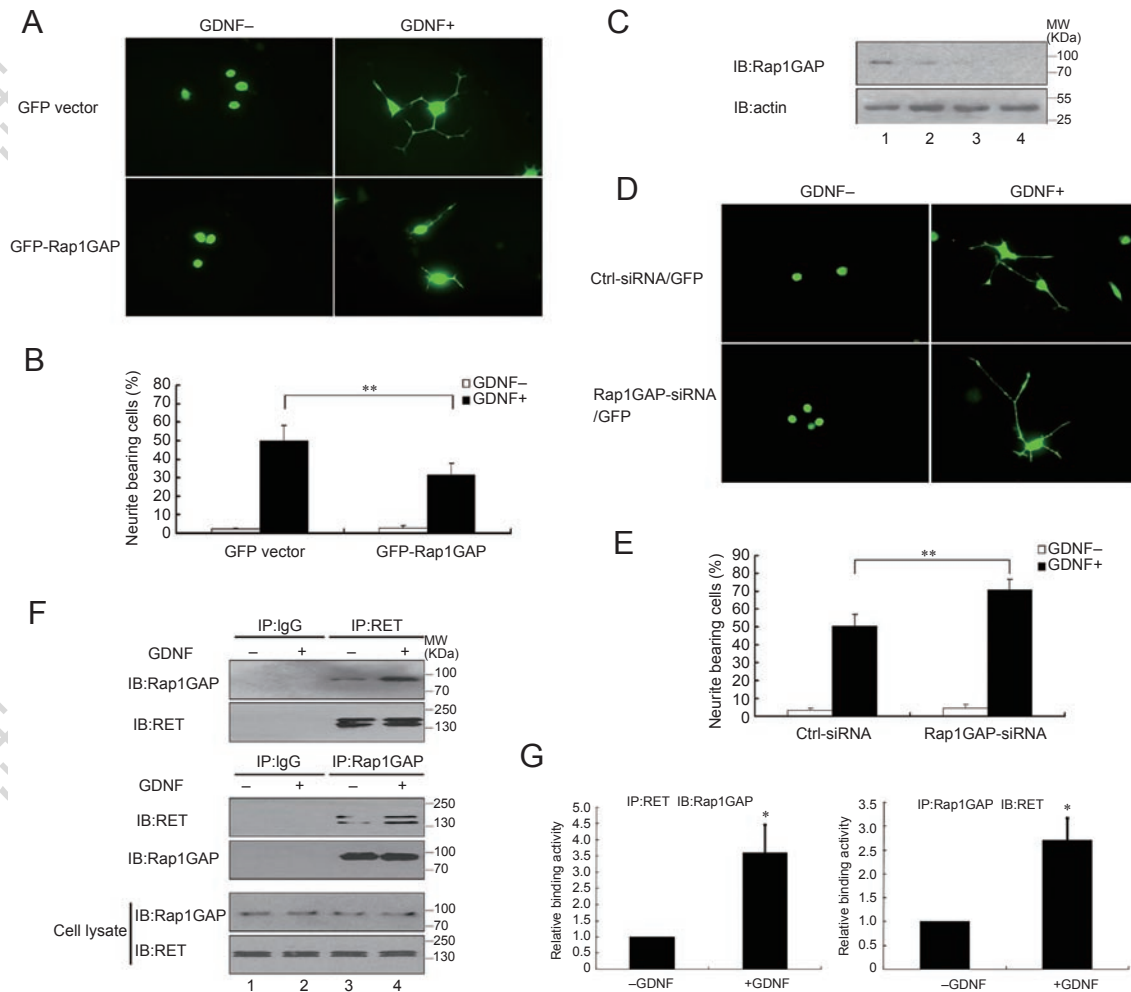 A
GDNF– GDNF+
GFP vector
GFP-Rap1GAP
B
Neurite bearing cells (%)
80
70
60
50
40
30
20
10
0
**
GDNF–
GDNF+
GFP vector GFP-Rap1GAP
C
MW
(KDa)
IB:Rap1GAP
100
70
IB:actin
55
25
1 2 3 4
D
GDNF– GDNF+
Ctrl-siRNA/GFP
Rap1GAP-siRNA
/GFP
E
Neurite bearing cells (%)
90
80
70
60
50
40
30
20
10
0
**
GDNF–
GDNF+
Ctrl-siRNA Rap1GAP-siRNA
F
IP:IgG IP:RET
MW
(KDa)
GDNF – + – +
IB:Rap1GAP
100
70
IB:RET
250
130
IP:IgG IP:Rap1GAP
GDNF – + – +
IB:RET
250
130
IB:Rap1GAP
100
70
Cell lysate
IB:Rap1GAP
100
70
IB:RET
250
130
1 2 3 4
G
Relative binding activity
5.0
4.5
4.0
3.5
3.0
2.5
2.0
1.5
1.0
0.5
0
IP:RET IB:Rap1GAP
*
–GDNF +GDNF
Relative binding activity
3.5
3.0
2.5
2.0
1.5
1.0
0.5
0
IP:Rap1GAP IB:RET
*
–GDNF +GDNF